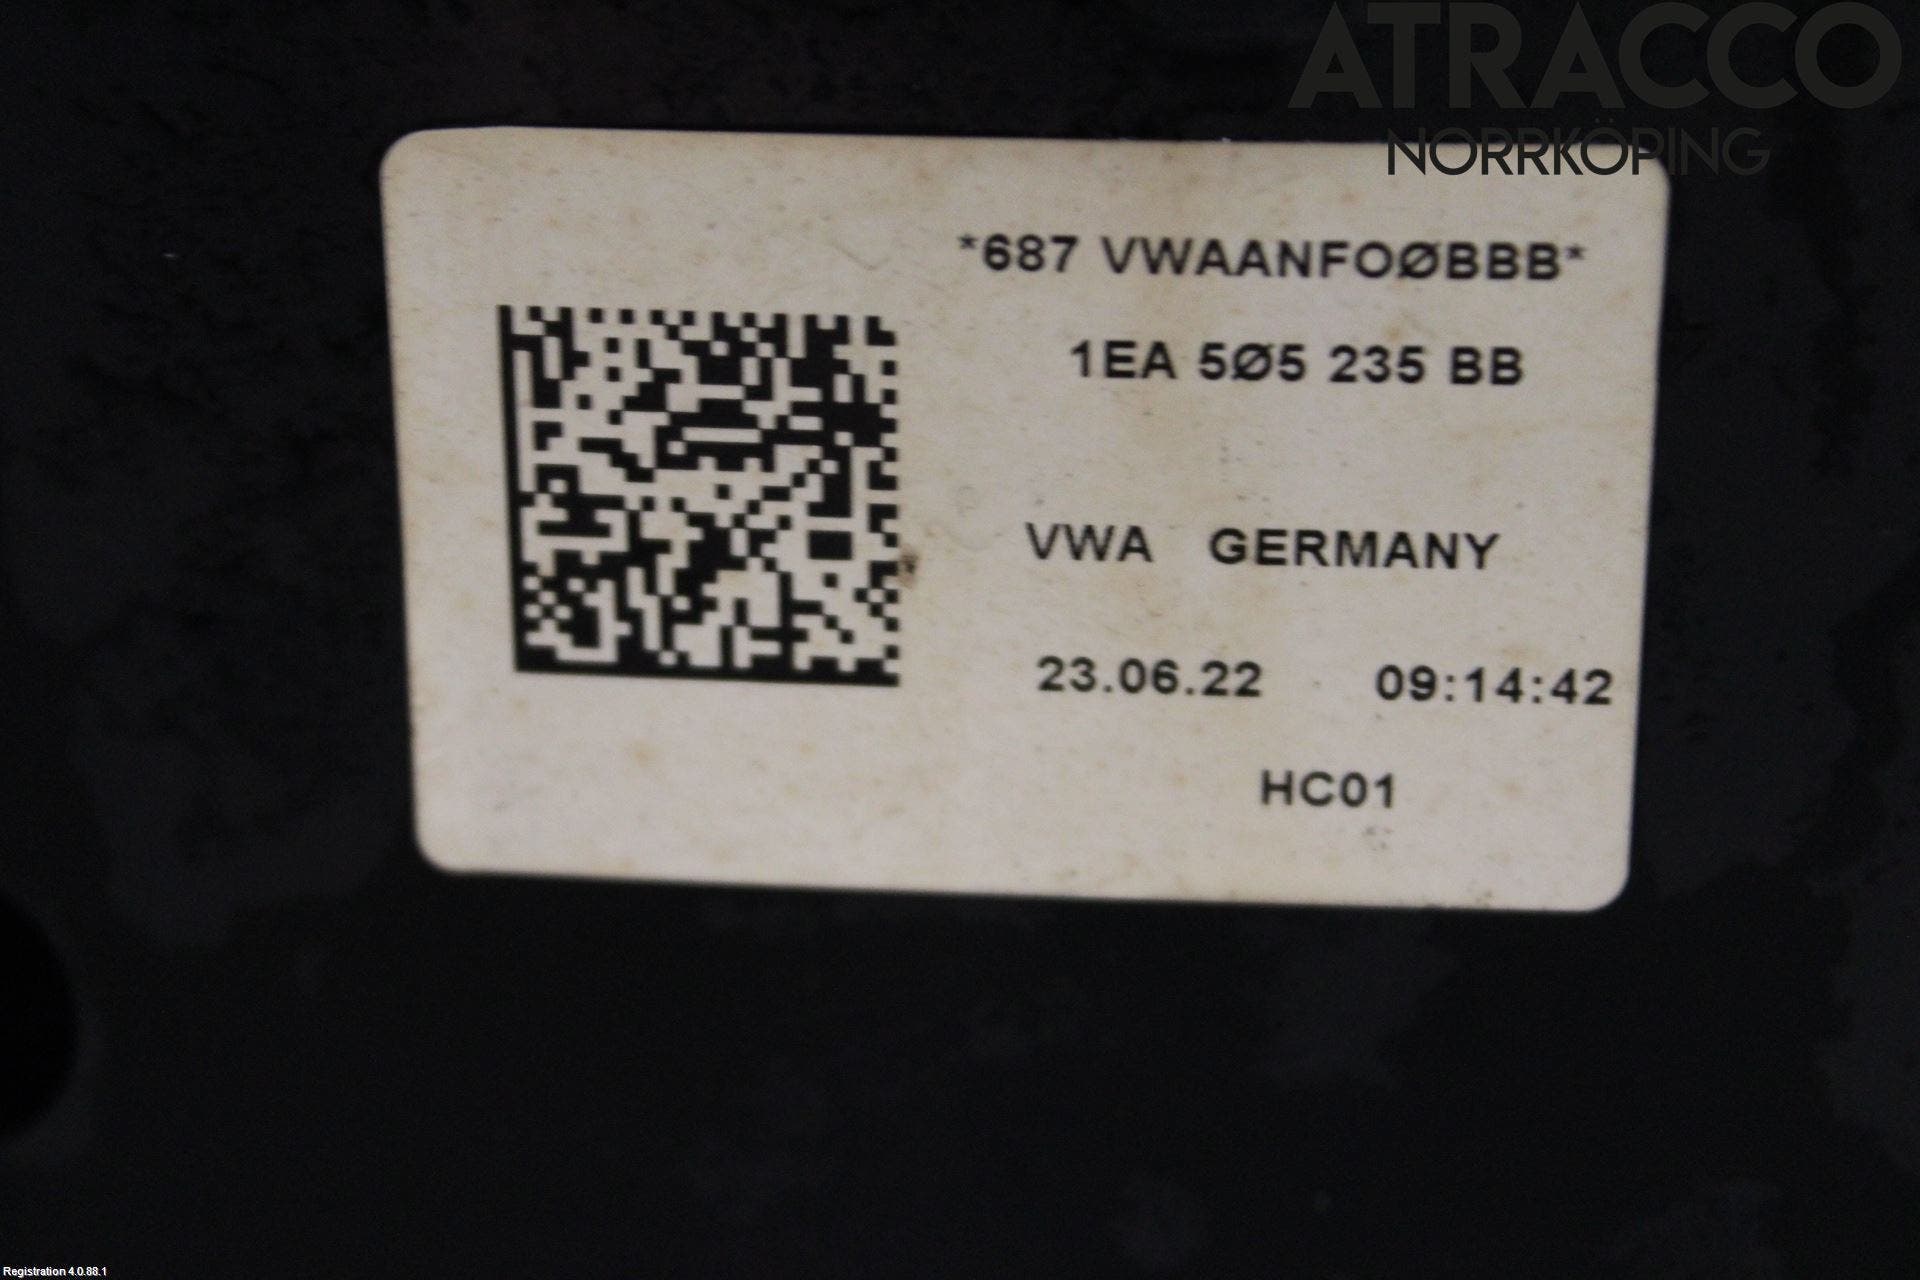 ATRACCO
NORRKÖPING
*687 VWAANFOØBBB*
1EA 5Ø5 235 BB
VWA GERMANY
23.06.22 09:14:42
HC01
Registration 4.0.88.1